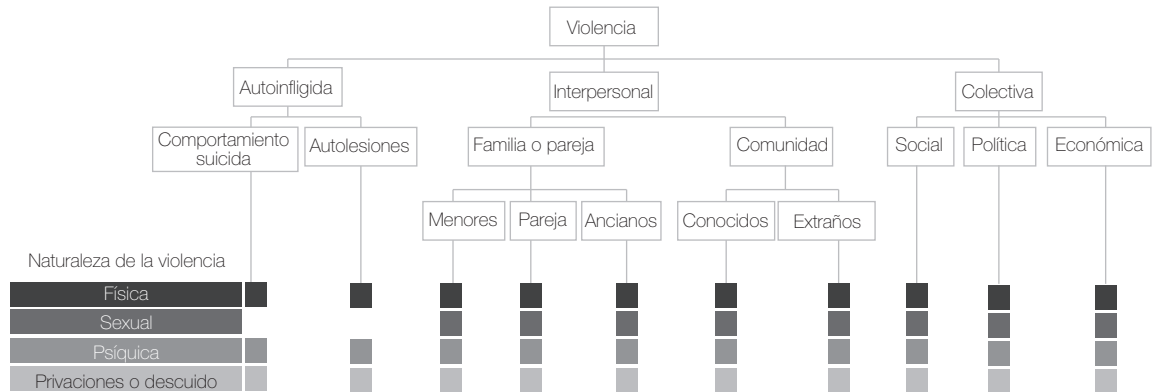 Violencia
Autoinfligida
Interpersonal
Colectiva
Comportamiento
suicida
Autolesiones
Familia o pareja
Comunidad
Social
Política
Económica
Menores
Pareja
Ancianos
Conocidos
Extraños
Naturaleza de la violencia
Física
Sexual
Psíquica
Privaciones o descuido